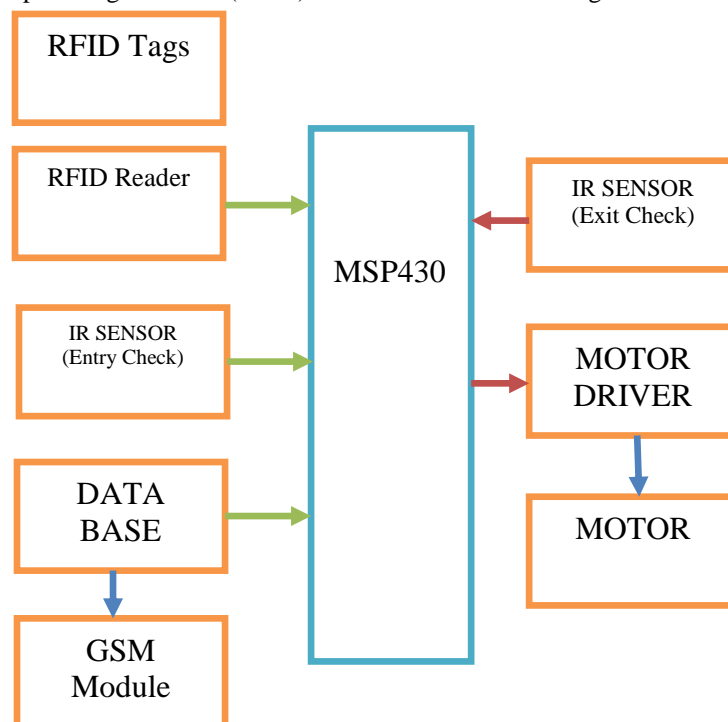 RFID Tags
RFID Reader
IR SENSOR
(Entry Check)
DATA
BASE
GSM
Module
MSP430
IR SENSOR
(Exit Check)
MOTOR
DRIVER
MOTOR